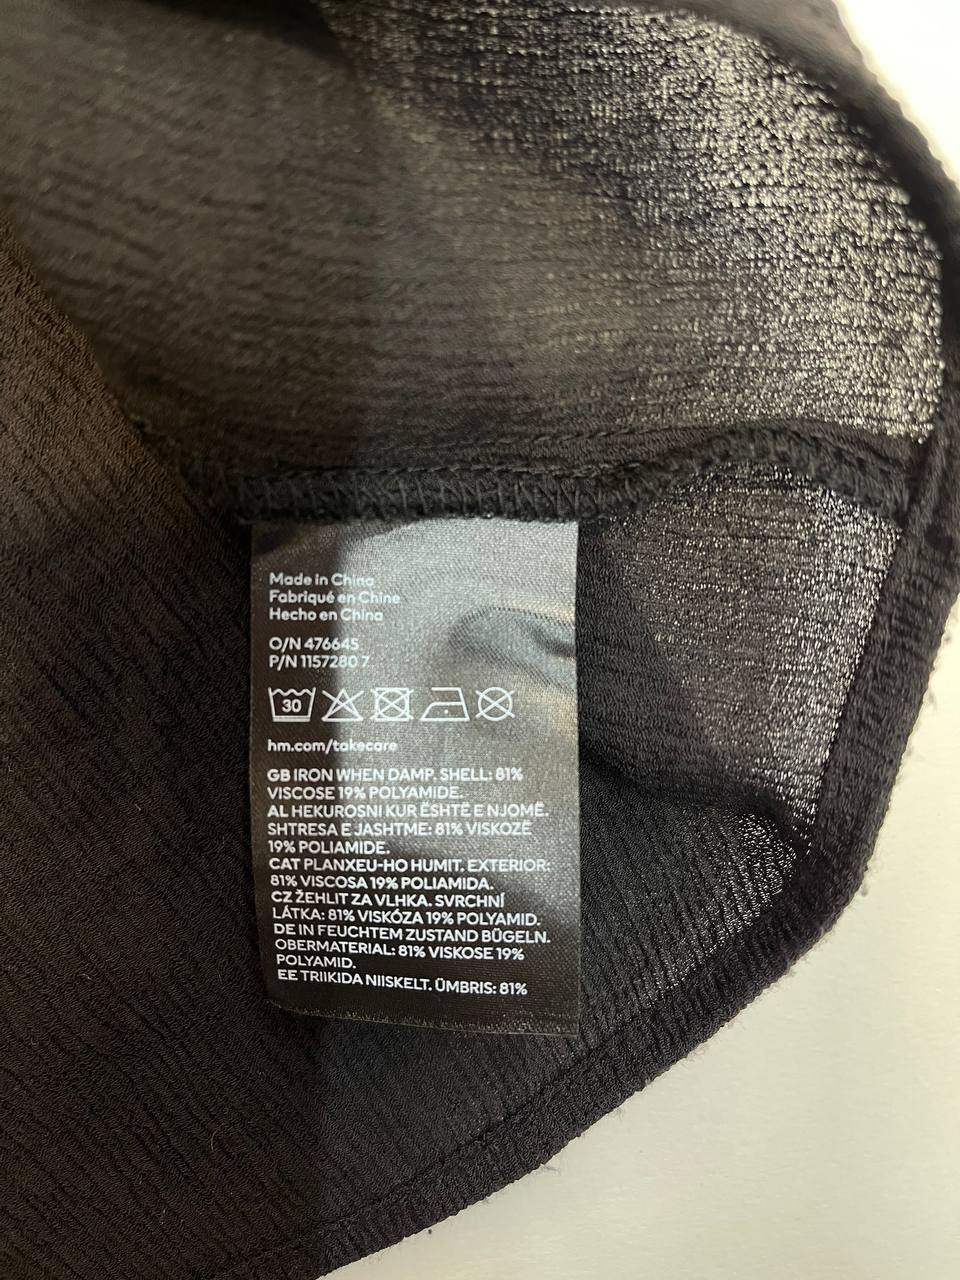 Made in China
Fabriqué en Chine
Hecho en China
O/N 476645
P/N 1157280 7
30
hm.com/takecare
GB IRON WHEN DAMP. SHELL: 81%
VISCOSE 19% POLYAMIDE.
AL HEKUROSNI KUR ËSHTË E NJOMË.
SHTRESA E JASHTME: 81% VISKOZË
19% POLIAMIDE.
CAT PLANXEU-HO HUMIT. EXTERIOR:
81% VISCOSA 19% POLIAMIDA.
CZ ŽEHLIT ZA VLHKA. SVRCHNÍ
LÁTKA: 81% VISKÓZA 19% POLYAMID.
DE IN FEUCHTEM ZUSTAND BÜGELN.
OBERMATERIAL: 81% VISKOSE 19%
POLYAMID.
EE TRIIKIDA NIISKELT. ÜMBRIS: 81%